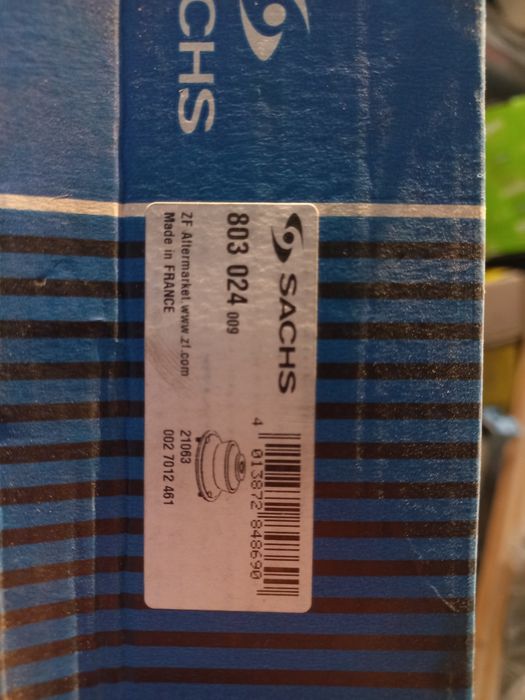 CHS
SACHS
803 024 009
ZF Aftermarket www.zf.com
Made in FRANCE
4 013872 848690
21063
002 7012 461